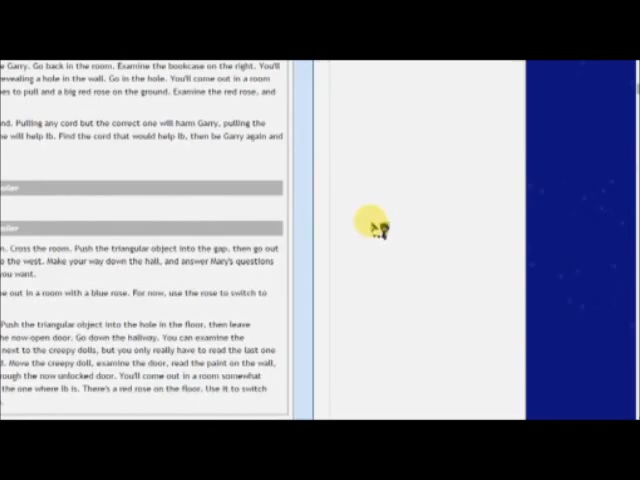 e Garry. Go back in the room. Examine the bookcase on the right. You'll
evealing a hole in the wall. Go in the hole. You'll come out in a room
es to pull and a big red rose on the ground. Examine the red rose, and
nd. Pulling any cord but the correct one will harm Garry, pulling the
e will help Ib. Find the cord that would help Ib, then be Garry again and
oiler
oiler
n. Cross the room. Push the triangular object into the gap, then go out
o the west. Make your way down the hall, and answer Mary's questions
you want.
e out in a room with a blue rose. For now, use the rose to switch to
Push the triangular object into the hole in the floor, then leave
he now-open door. Go down the hallway. You can examine the
next to the creepy dolls, but you only really have to read the last one
. Move the creepy doll, examine the door, read the paint on the wall,
rough the now unlocked door. You'll come out in a room somewhat
the one where Ib is. There's a red rose on the floor. Use it to switch